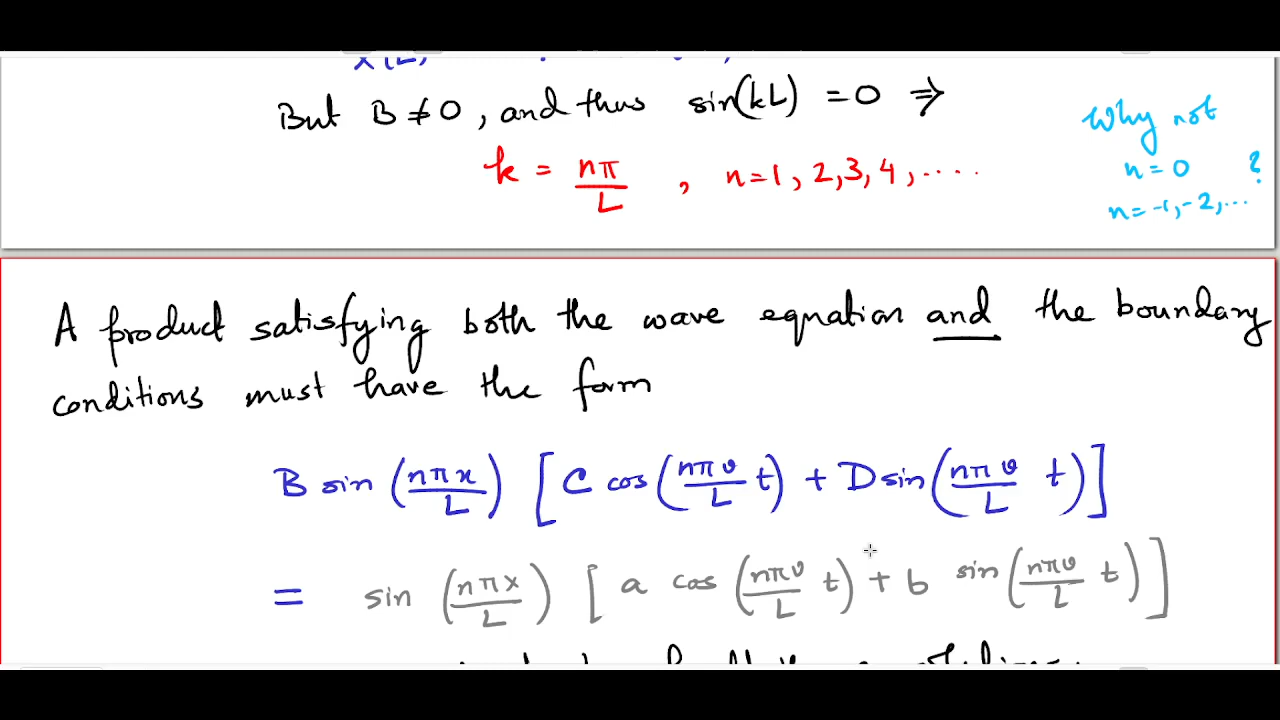 But B ≠ 0, and thus sin(kL) = 0 ⇒
k = nπ/L , n=1, 2, 3, 4, ....
Why not
n = 0 ?
n = -1, -2, ...
A product satisfying both the wave equation and the boundary
conditions must have the form
B sin (nπx/L) [C cos (nπv/L t) + D sin (nπv/L t)]
= sin (nπx/L) [a cos (nπv/L t) + b sin (nπv/L t)]